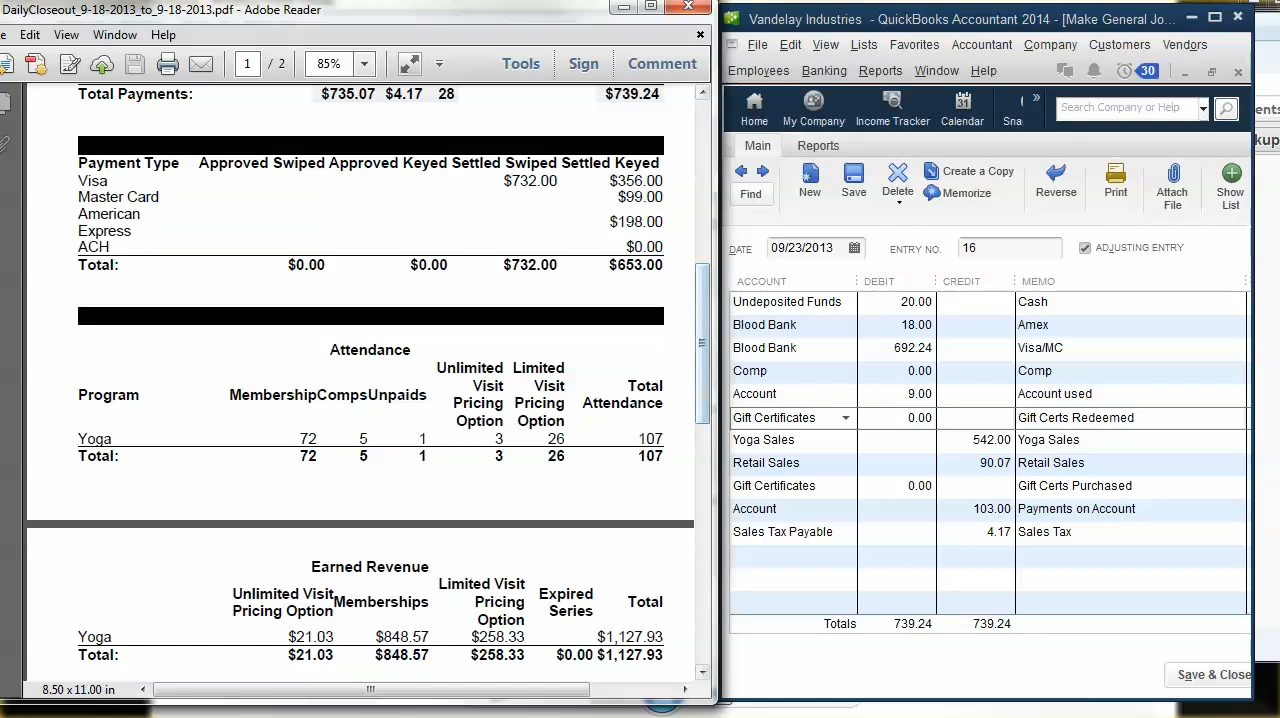 DailyCloseout_9-18-2013_to_9-18-2013.pdf - Adobe Reader
Edit View Window Help
1 / 2 85% Tools Sign Comment
Total Payments: $735.07 $4.17 28 $739.24
Payment Type Approved Swiped Approved Keyed Settled Swiped Settled Keyed
Visa $732.00 $356.00
Master Card $99.00
American
Express $198.00
ACH $0.00
Total: $0.00 $0.00 $732.00 $653.00
Attendance
Program Membership Comps Unpaids Unlimited Visit Pricing Option Limited Visit Pricing Option Total Attendance
Yoga 72 5 1 3 26 107
Total: 72 5 1 3 26 107
Earned Revenue
Unlimited Visit Pricing Option Memberships Limited Visit Pricing Option Expired Series Total
Yoga $21.03 $848.57 $258.33 $1,127.93
Total: $21.03 $848.57 $258.33 $0.00 $1,127.93
8.50 x 11.00 in
Vandelay Industries - QuickBooks Accountant 2014 - [Make General Jo...
File Edit View Lists Favorites Accountant Company Customers Vendors
Employees Banking Reports Window Help 30
Home My Company Income Tracker Calendar 31 Sna » Search Company or Help
Main Reports
Find New Save Delete Create a Copy Memorize Reverse Print Attach File Show List
DATE 09/23/2013 ENTRY NO. 16 ADJUSTING ENTRY
ACCOUNT DEBIT CREDIT MEMO
Undeposited Funds 20.00 Cash
Blood Bank 18.00 Amex
Blood Bank 692.24 Visa/MC
Comp 0.00 Comp
Account 9.00 Account used
Gift Certificates 0.00 Gift Certs Redeemed
Yoga Sales 542.00 Yoga Sales
Retail Sales 90.07 Retail Sales
Gift Certificates 0.00 Gift Certs Purchased
Account 103.00 Payments on Account
Sales Tax Payable 4.17 Sales Tax
Totals 739.24 739.24
Save & Close